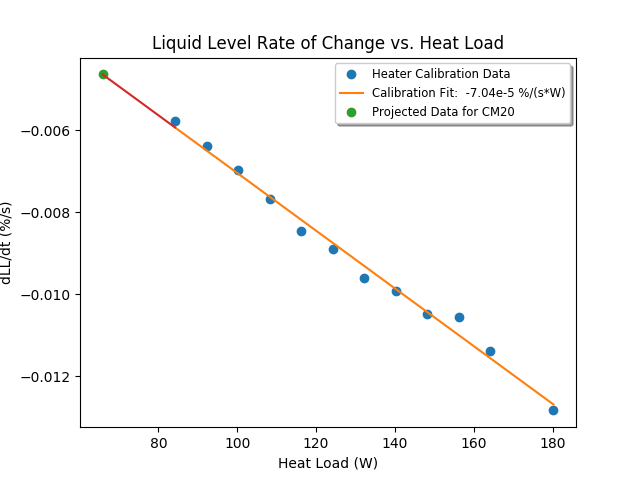 Liquid Level Rate of Change vs. Heat Load
Heater Calibration Data
Calibration Fit:  -7.04e-5 %/(s*W)
Projected Data for CM20
dLL/dt (%/s)
−0.006
−0.008
−0.010
−0.012
80 100 120 140 160 180
Heat Load (W)